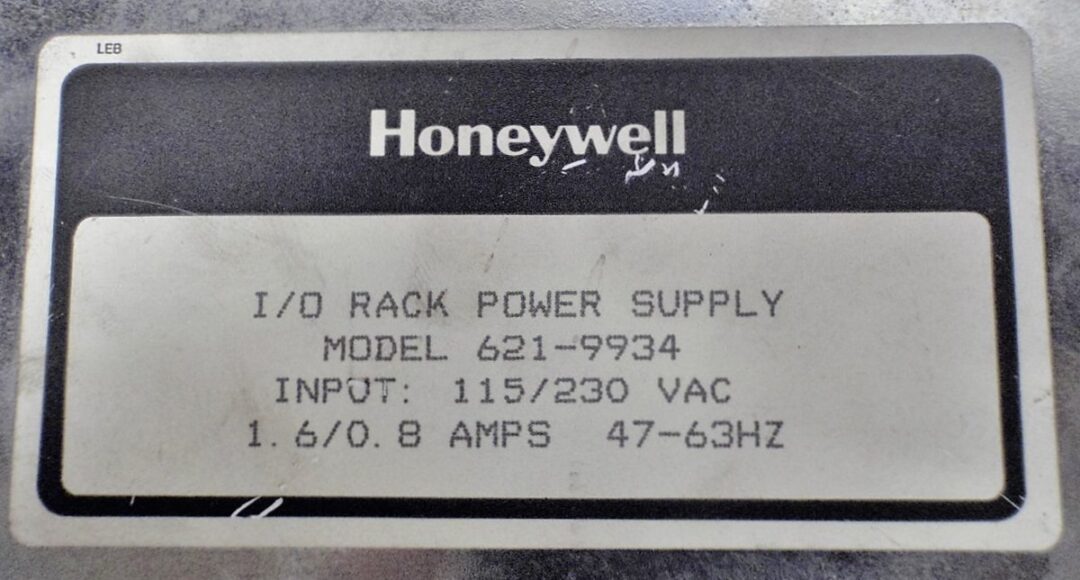 LEB
Honeywell
I/O RACK POWER SUPPLY
MODEL 621-9934
INPUT: 115/230 VAC
1.6/0.8 AMPS 47-63HZ